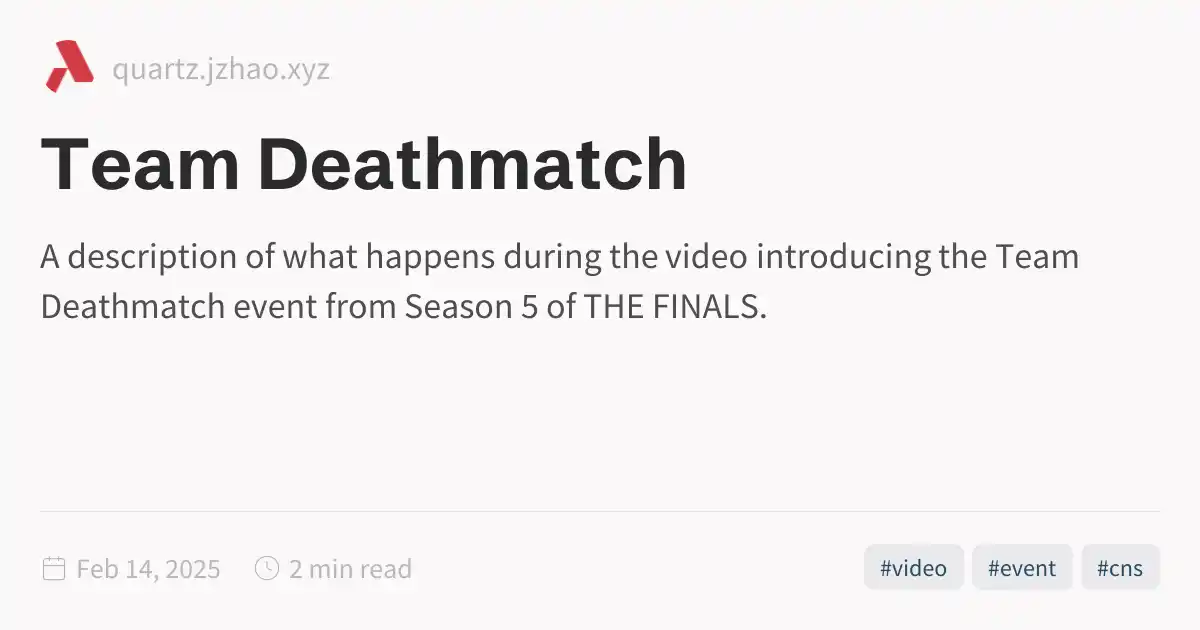 quartz.jzhao.xyz
Team Deathmatch
A description of what happens during the video introducing the Team
Deathmatch event from Season 5 of THE FINALS.
Feb 14, 2025 2 min read #video #event #cns